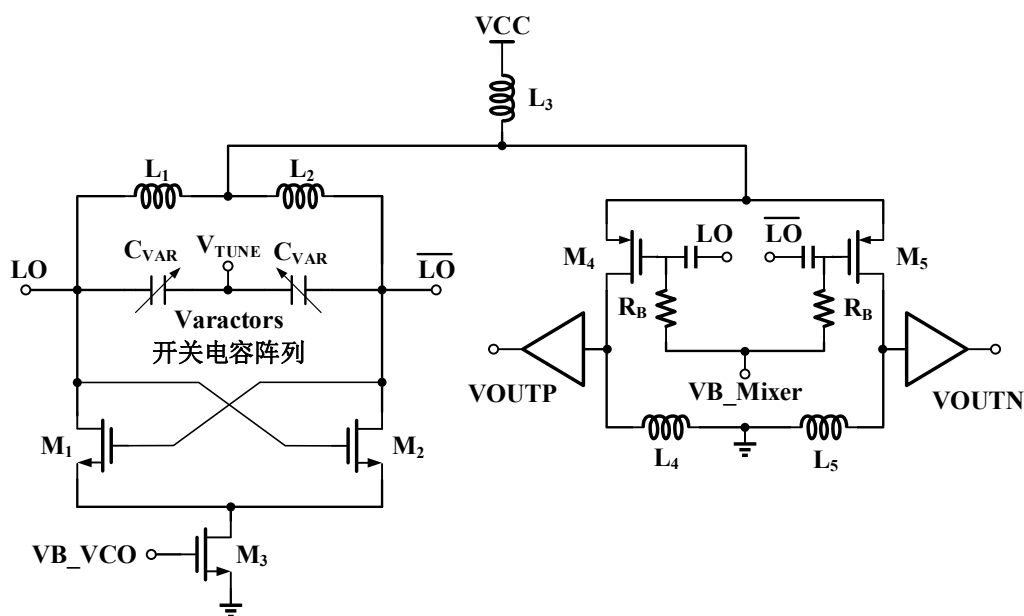 VCC
L3
L1
L2
CVAR
VTUNE
CVAR
LO
LO
Varactors
开关电容阵列
M1
M2
VB_VCO
M3
LO
LO
M4
M5
RB
RB
VB_Mixer
VOUTP
VOUTN
L4
L5